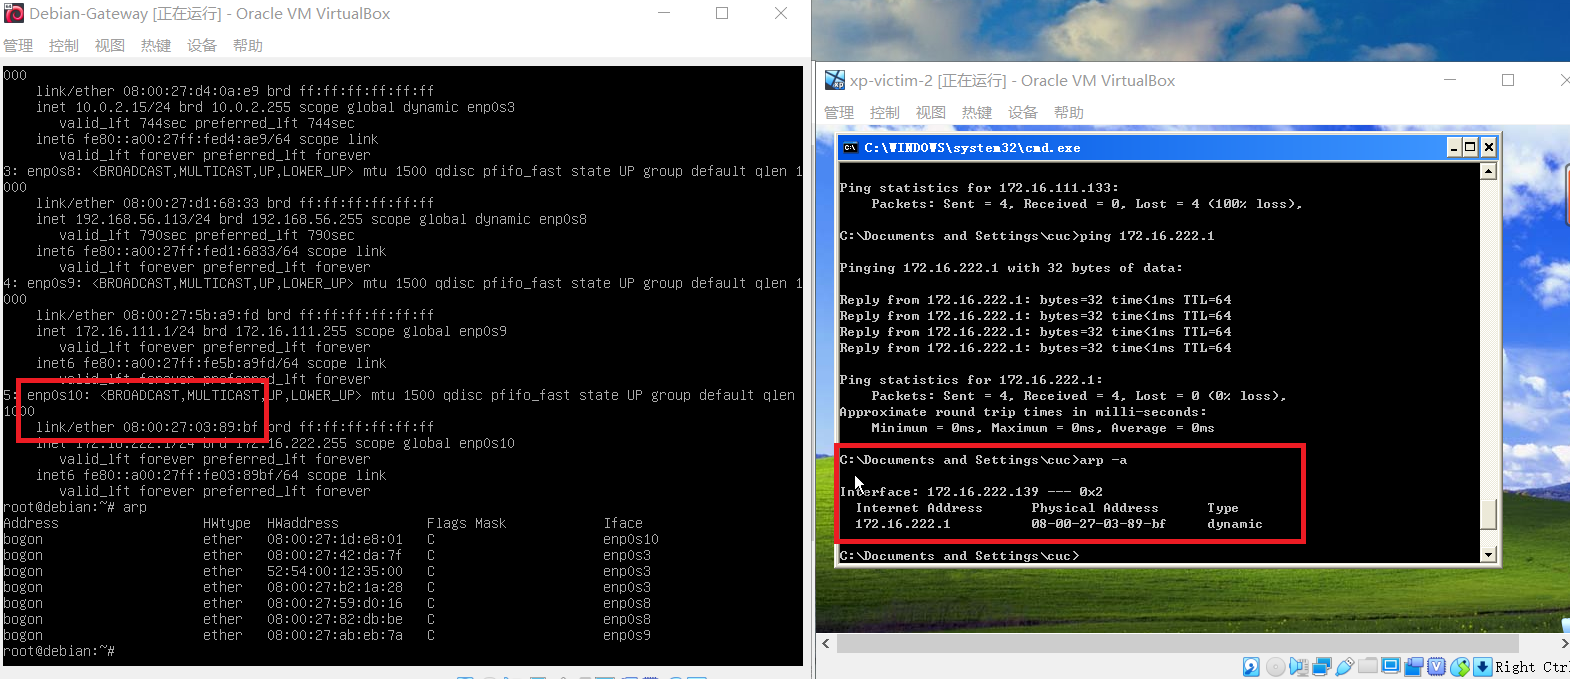 Debian-Gateway [正在运行] - Oracle VM VirtualBox
管理 控制 视图 热键 设备 帮助
000
link/ether 08:00:27:d4:0a:e9 brd ff:ff:ff:ff:ff:ff
inet 10.0.2.15/24 brd 10.0.2.255 scope global dynamic enp0s3
valid_lft 744sec preferred_lft 744sec
inet6 fe80::a00:27ff:fed4:ae9/64 scope link
valid_lft forever preferred_lft forever
3: enp0s8: <BROADCAST,MULTICAST,UP,LOWER_UP> mtu 1500 qdisc pfifo_fast state UP group default qlen 1
000
link/ether 08:00:27:d1:68:33 brd ff:ff:ff:ff:ff:ff
inet 192.168.56.113/24 brd 192.168.56.255 scope global dynamic enp0s8
valid_lft 790sec preferred_lft 790sec
inet6 fe80::a00:27ff:fed1:6833/64 scope link
valid_lft forever preferred_lft forever
4: enp0s9: <BROADCAST,MULTICAST,UP,LOWER_UP> mtu 1500 qdisc pfifo_fast state UP group default qlen 1
000
link/ether 08:00:27:5b:a9:fd brd ff:ff:ff:ff:ff:ff
inet 172.16.111.1/24 brd 172.16.111.255 scope global enp0s9
valid_lft forever preferred_lft forever
inet6 fe80::a00:27ff:fe5b:a9fd/64 scope link
valid_lft forever preferred_lft forever
5: enp0s10: <BROADCAST,MULTICAST,UP,LOWER_UP> mtu 1500 qdisc pfifo_fast state UP group default qlen
1000
link/ether 08:00:27:03:89:bf brd ff:ff:ff:ff:ff:ff
inet 172.16.222.1/24 brd 172.16.222.255 scope global enp0s10
valid_lft forever preferred_lft forever
inet6 fe80::a00:27ff:fe03:89bf/64 scope link
valid_lft forever preferred_lft forever
root@debian:~# arp
Address HWtype HWaddress Flags Mask Iface
bogon ether 08:00:27:1d:e8:01 C enp0s10
bogon ether 08:00:27:42:da:7f C enp0s3
bogon ether 52:54:00:12:35:00 C enp0s3
bogon ether 08:00:27:b2:1a:28 C enp0s3
bogon ether 08:00:27:59:d0:16 C enp0s8
bogon ether 08:00:27:82:db:be C enp0s8
bogon ether 08:00:27:ab:eb:7a C enp0s9
root@debian:~#
xp-victim-2 [正在运行] - Oracle VM VirtualBox
管理 控制 视图 热键 设备 帮助
C:\WINDOWS\system32\cmd.exe
Ping statistics for 172.16.111.133:
Packets: Sent = 4, Received = 0, Lost = 4 (100% loss),
C:\Documents and Settings\cuc>ping 172.16.222.1
Pinging 172.16.222.1 with 32 bytes of data:
Reply from 172.16.222.1: bytes=32 time<1ms TTL=64
Reply from 172.16.222.1: bytes=32 time<1ms TTL=64
Reply from 172.16.222.1: bytes=32 time<1ms TTL=64
Reply from 172.16.222.1: bytes=32 time<1ms TTL=64
Ping statistics for 172.16.222.1:
Packets: Sent = 4, Received = 4, Lost = 0 (0% loss),
Approximate round trip times in milli-seconds:
Minimum = 0ms, Maximum = 0ms, Average = 0ms
C:\Documents and Settings\cuc>arp -a
Interface: 172.16.222.139 --- 0x2
Internet Address Physical Address Type
172.16.222.1 08-00-27-03-89-bf dynamic
C:\Documents and Settings\cuc>
Right Ctrl